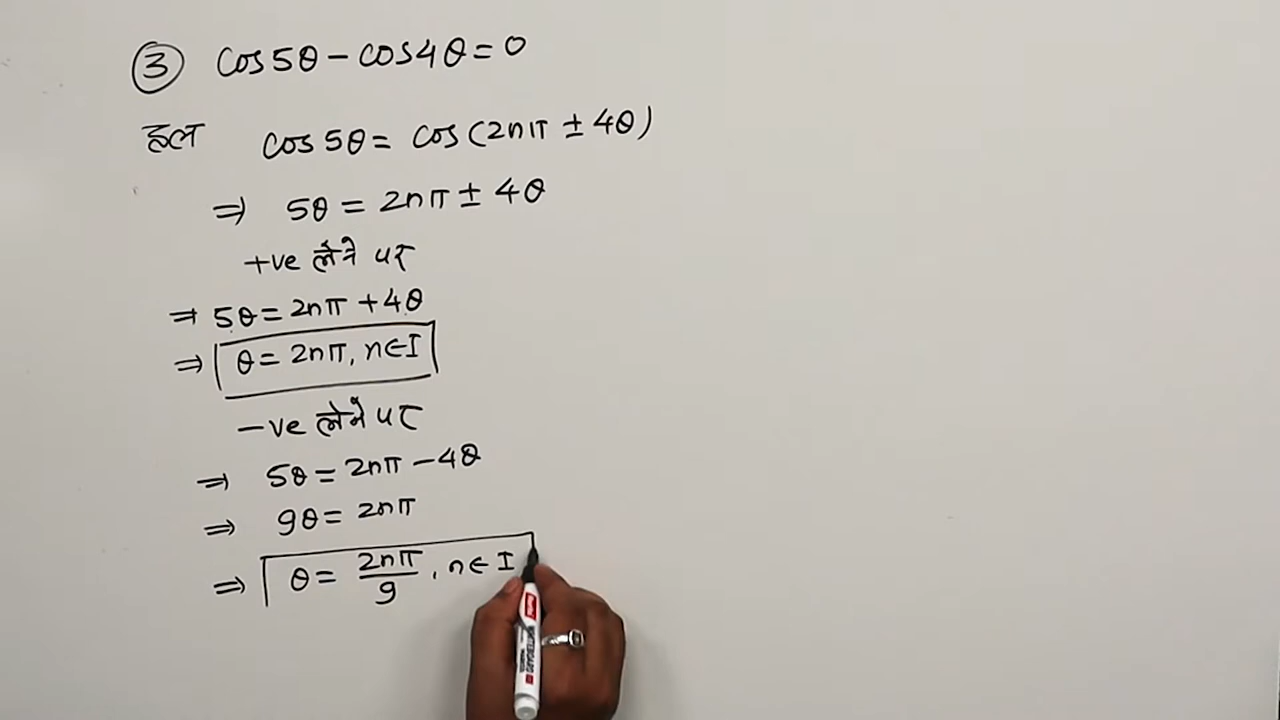 ③ cos5θ - cos4θ = 0
हल cos5θ = cos(2nπ ± 4θ)
⇒ 5θ = 2nπ ± 4θ
+ve लेने पर
⇒ 5θ = 2nπ + 4θ
⇒ θ = 2nπ, n∈I
-ve लेने पर
⇒ 5θ = 2nπ - 4θ
⇒ 9θ = 2nπ
⇒ θ = 2nπ/9, n∈I